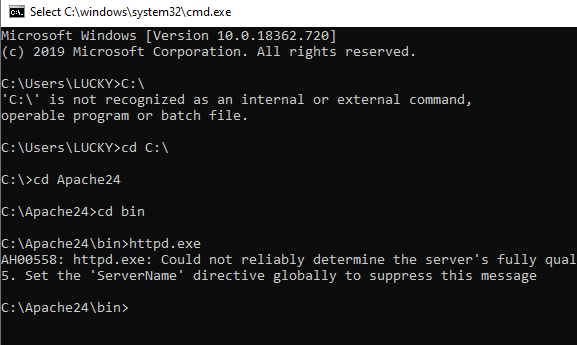 Select C:\windows\system32\cmd.exe
Microsoft Windows [Version 10.0.18362.720]
(c) 2019 Microsoft Corporation. All rights reserved.
C:\Users\LUCKY>C:\
'C:\' is not recognized as an internal or external command,
operable program or batch file.
C:\Users\LUCKY>cd C:\
C:\>cd Apache24
C:\Apache24>cd bin
C:\Apache24\bin>httpd.exe
AH00558: httpd.exe: Could not reliably determine the server's fully qual
5. Set the 'ServerName' directive globally to suppress this message
C:\Apache24\bin>